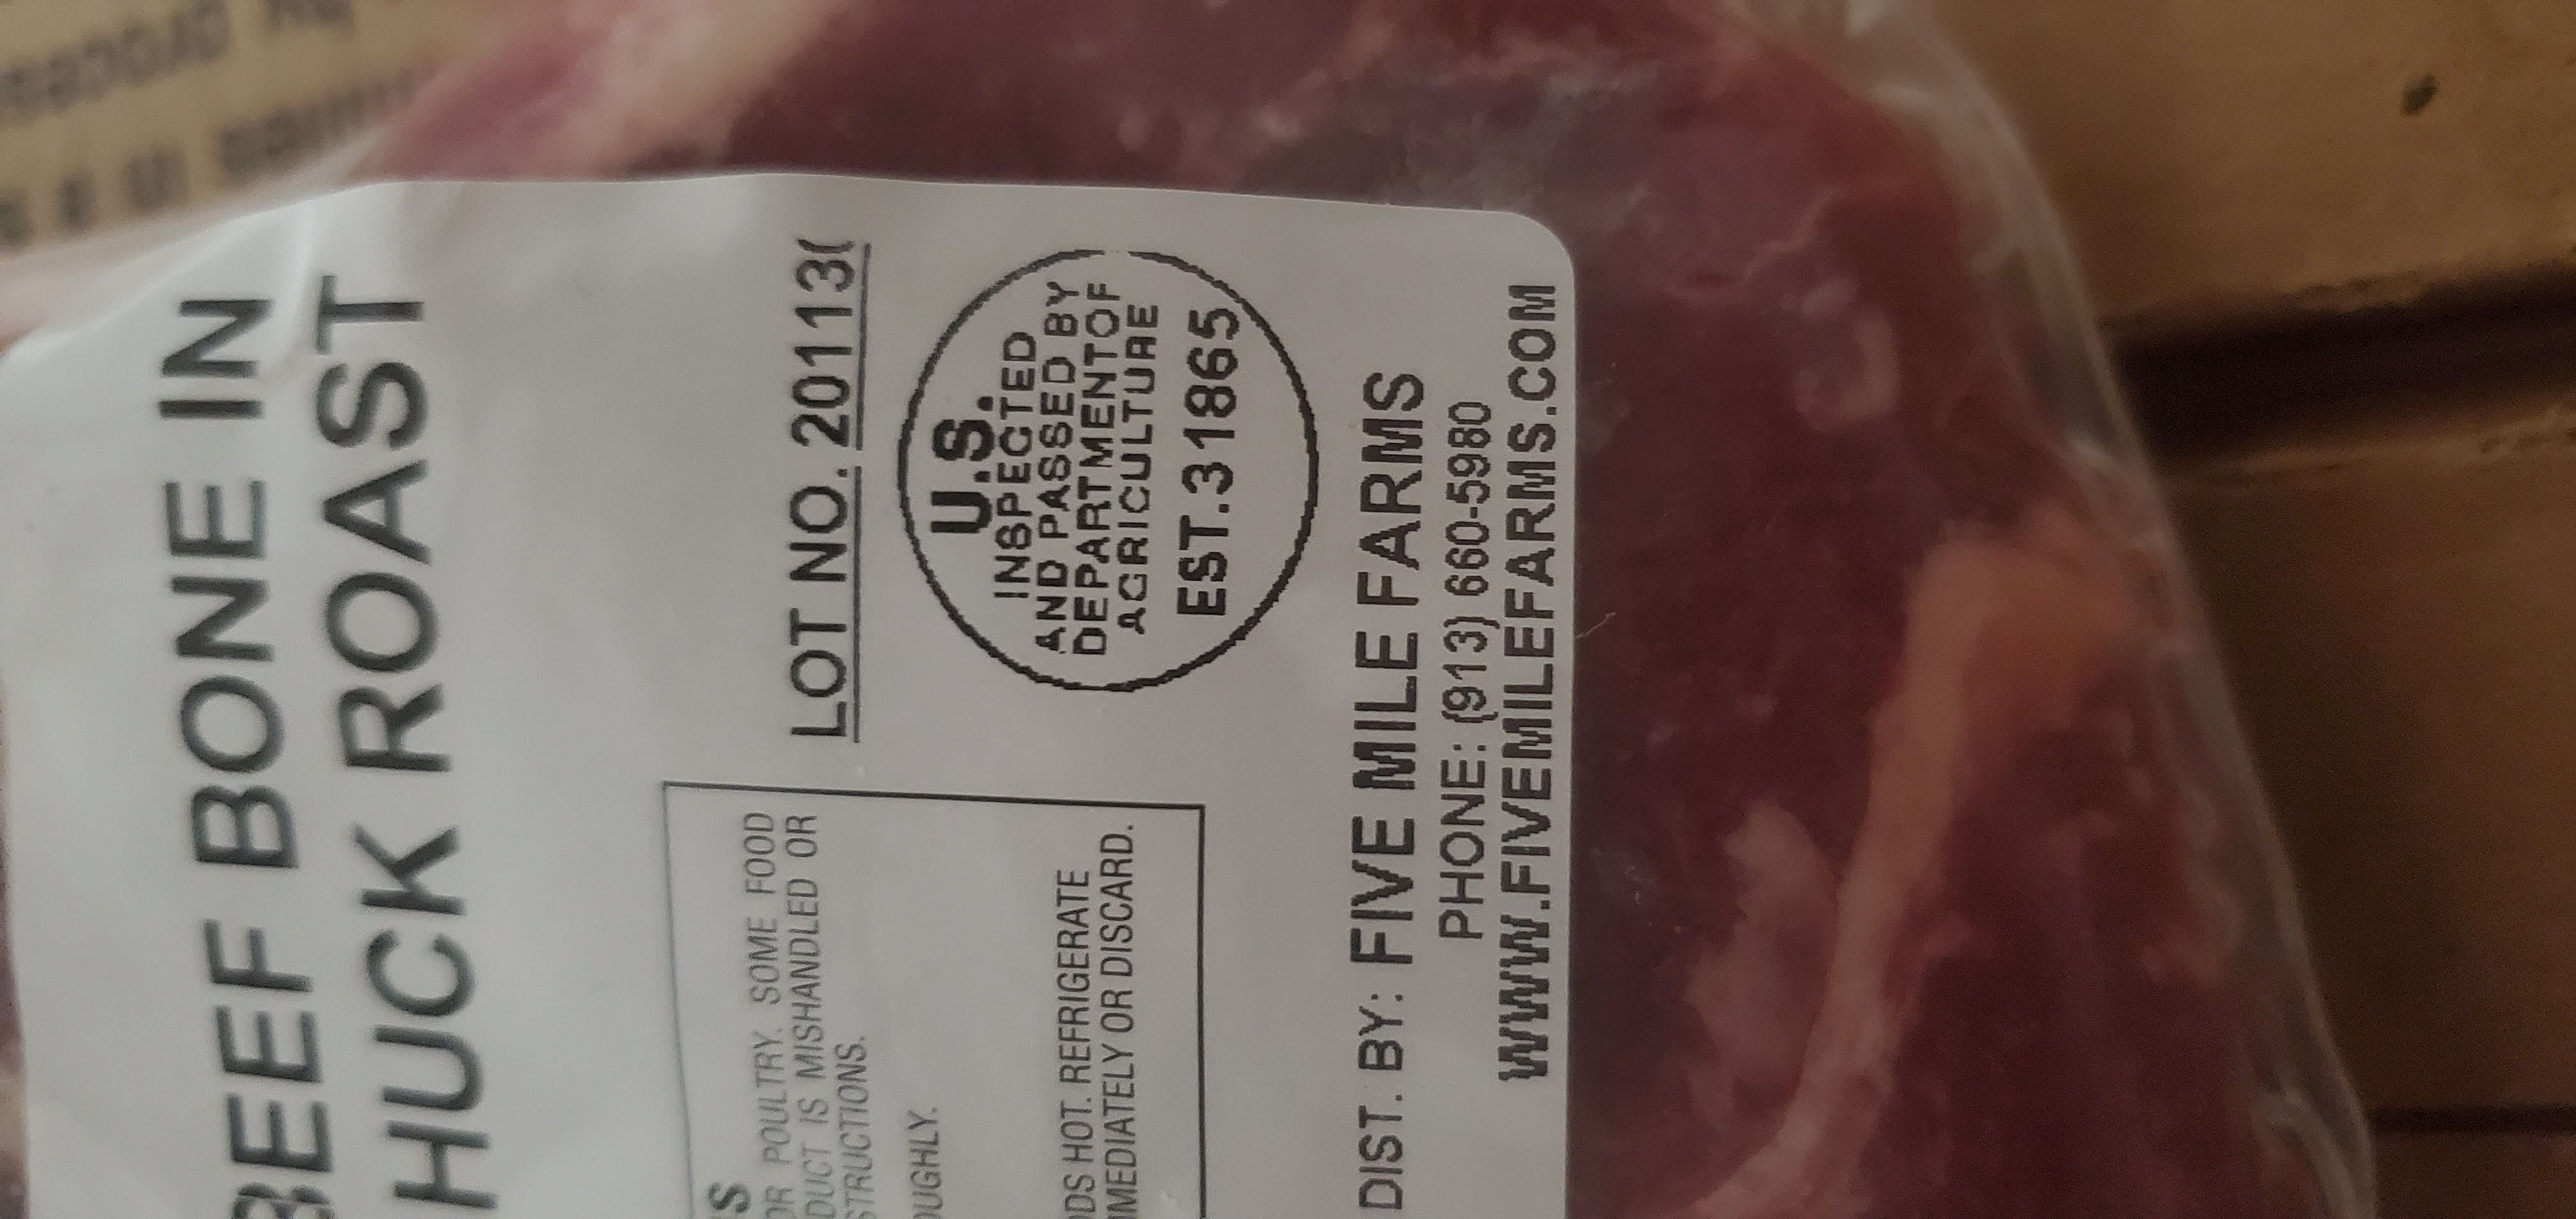 BEEF BONE IN
HUCK ROAST
LOT NO. 20113(
U.S.
INSPECTED
AND PASSED BY
DEPARTMENT OF
AGRICULTURE
EST.31865
S
OR POULTRY. SOME FOOD
DUCT IS MISHANDLED OR
STRUCTIONS.
OUGHLY.
ODS HOT. REFRIGERATE
MMEDIATELY OR DISCARD.
DIST. BY: FIVE MILE FARMS
PHONE: (913) 660-5980
WWW.FIVEMILEFARMS.COM